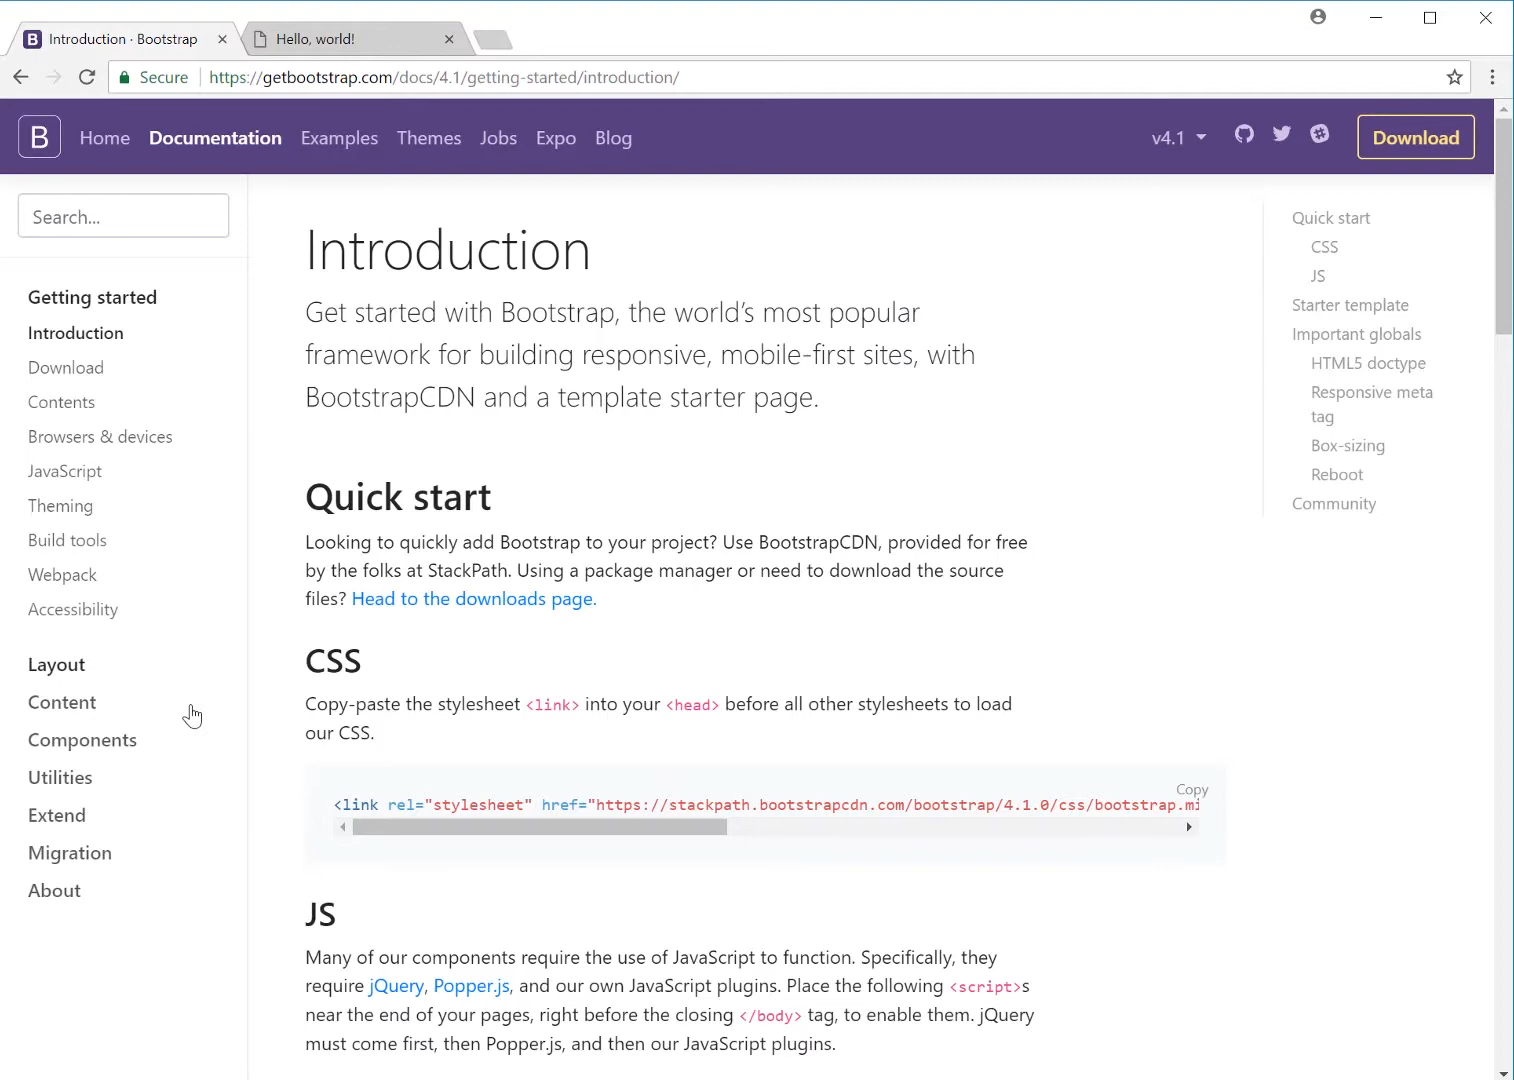 Introduction · Bootstrap
Hello, world!
Secure
https://getbootstrap.com/docs/4.1/getting-started/introduction/
B
Home
Documentation
Examples
Themes
Jobs
Expo
Blog
v4.1
Download
Search...
Getting started
Introduction
Download
Contents
Browsers & devices
JavaScript
Theming
Build tools
Webpack
Accessibility
Layout
Content
Components
Utilities
Extend
Migration
About
Introduction
Get started with Bootstrap, the world’s most popular
framework for building responsive, mobile-first sites, with
BootstrapCDN and a template starter page.
Quick start
Looking to quickly add Bootstrap to your project? Use BootstrapCDN, provided for free
by the folks at StackPath. Using a package manager or need to download the source
files? Head to the downloads page.
CSS
Copy-paste the stylesheet <link> into your <head> before all other stylesheets to load
our CSS.
Copy
<link rel="stylesheet" href="https://stackpath.bootstrapcdn.com/bootstrap/4.1.0/css/bootstrap.mi
JS
Many of our components require the use of JavaScript to function. Specifically, they
require jQuery, Popper.js, and our own JavaScript plugins. Place the following <script>s
near the end of your pages, right before the closing </body> tag, to enable them. jQuery
must come first, then Popper.js, and then our JavaScript plugins.
Quick start
CSS
JS
Starter template
Important globals
HTML5 doctype
Responsive meta
tag
Box-sizing
Reboot
Community